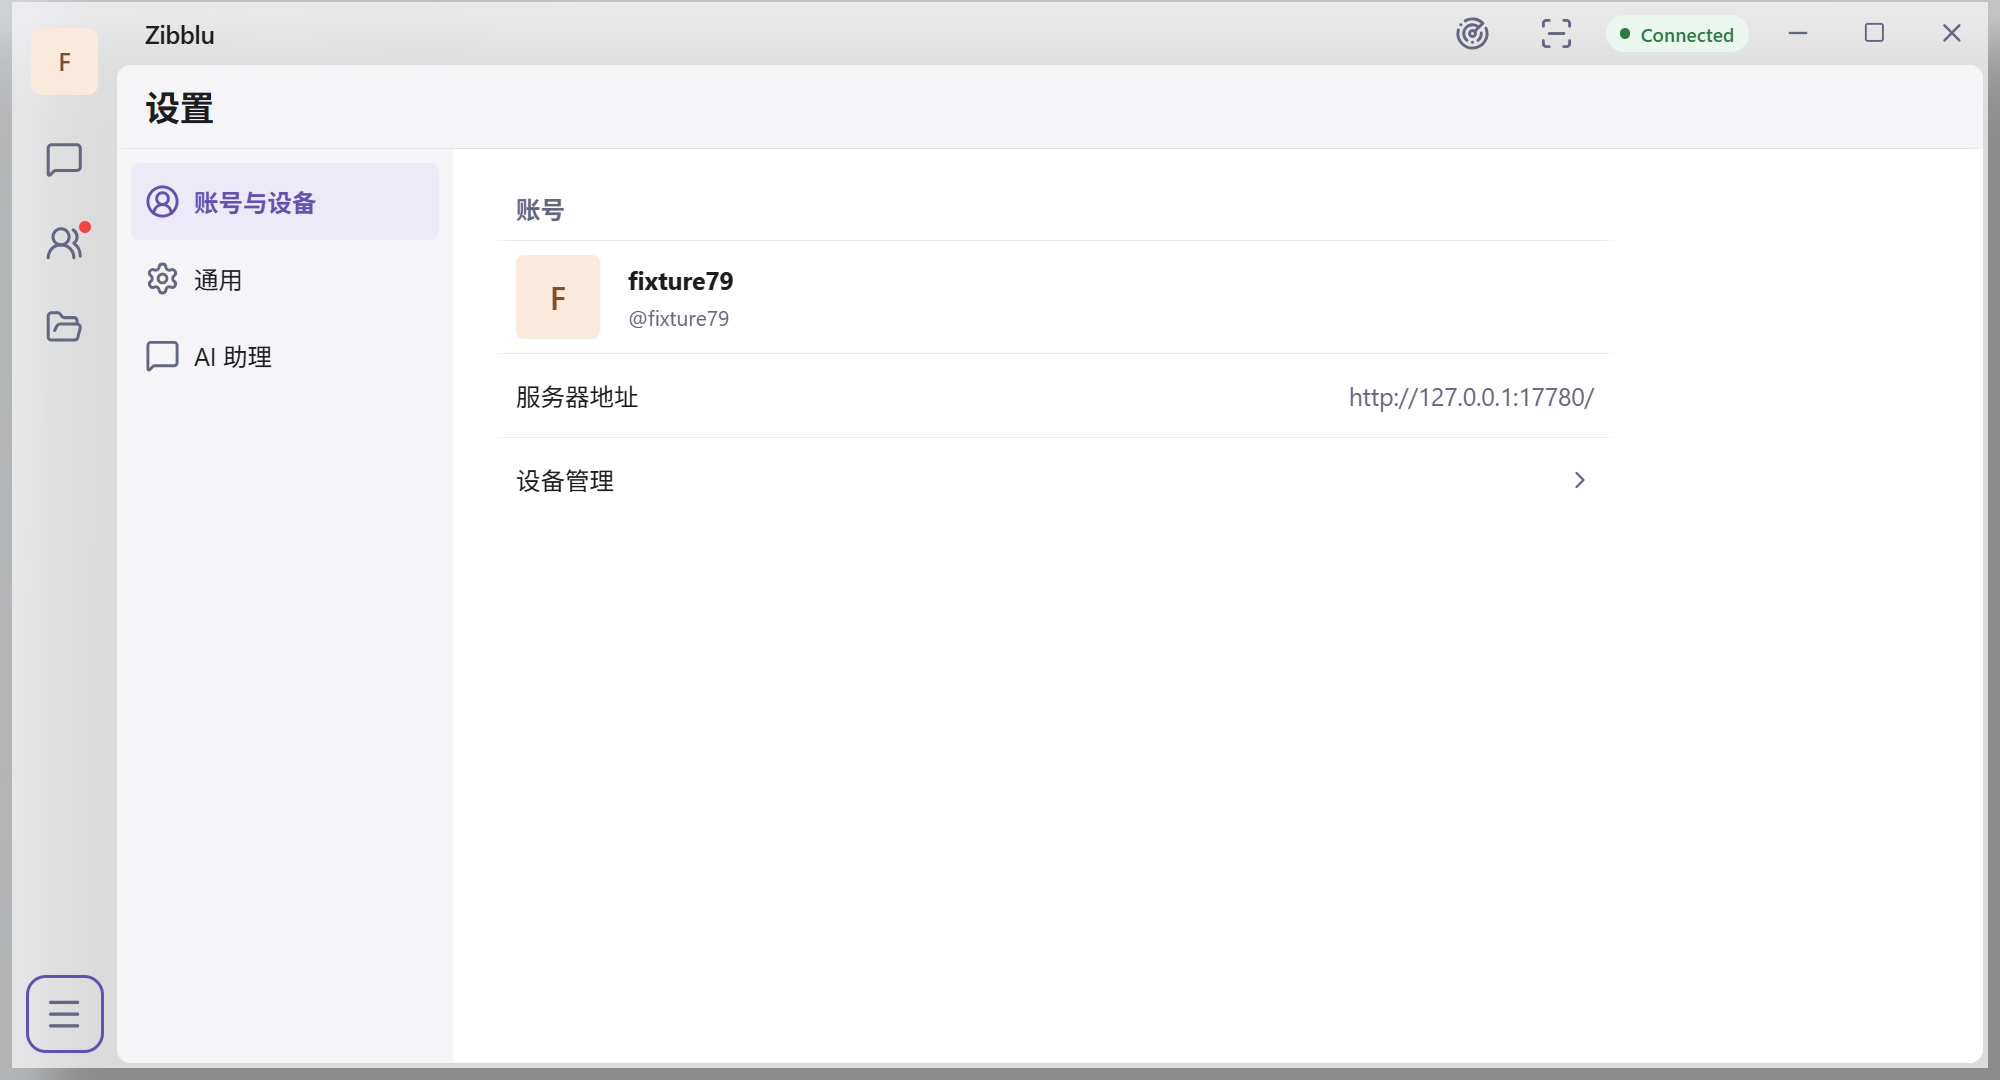 Zibblu
Connected
F
设置
账号与设备
通用
AI 助理
账号
F
fixture79
@fixture79
服务器地址
http://127.0.0.1:17780/
设备管理